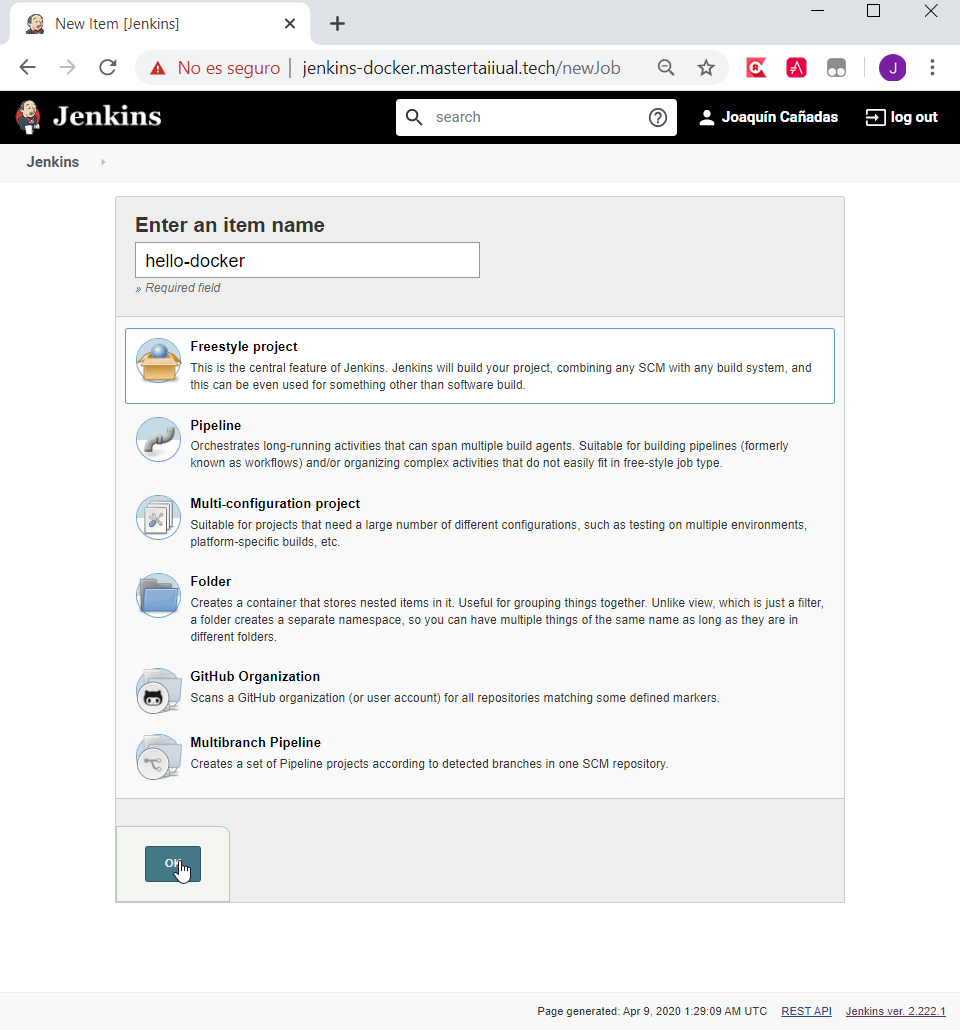 New Item [Jenkins]
No es seguro | jenkins-docker.mastertaiiual.tech/newJob
J
Jenkins
search
Joaquín Cañadas
log out
Jenkins
Enter an item name
hello-docker
» Required field
Freestyle project
This is the central feature of Jenkins. Jenkins will build your project, combining any SCM with any build system, and
this can be even used for something other than software build.
Pipeline
Orchestrates long-running activities that can span multiple build agents. Suitable for building pipelines (formerly
known as workflows) and/or organizing complex activities that do not easily fit in free-style job type.
Multi-configuration project
Suitable for projects that need a large number of different configurations, such as testing on multiple environments,
platform-specific builds, etc.
Folder
Creates a container that stores nested items in it. Useful for grouping things together. Unlike view, which is just a filter,
a folder creates a separate namespace, so you can have multiple things of the same name as long as they are in
different folders.
GitHub Organization
Scans a GitHub organization (or user account) for all repositories matching some defined markers.
Multibranch Pipeline
Creates a set of Pipeline projects according to detected branches in one SCM repository.
OK
Page generated: Apr 9, 2020 1:29:09 AM UTC REST API Jenkins ver. 2.222.1